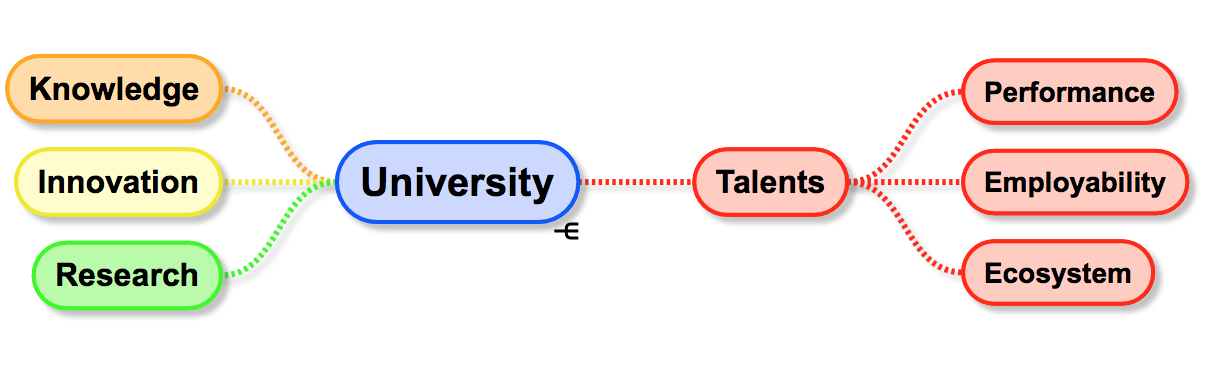 Knowledge
Innovation
Research
University
Talents
Performance
Employability
Ecosystem